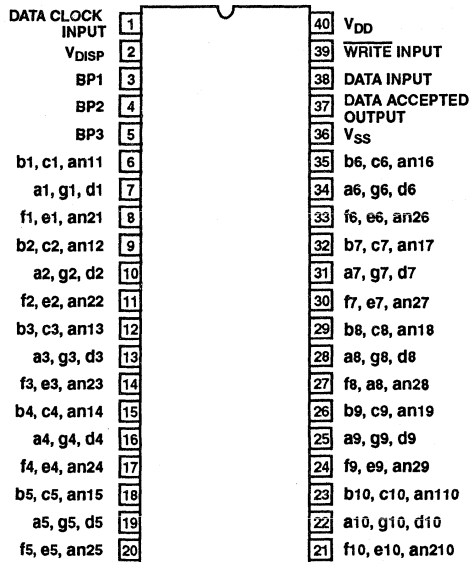 DATA CLOCK
INPUT
1
V_DISP 2
BP1 3
BP2 4
BP3 5
b1, c1, an11 6
a1, g1, d1 7
f1, e1, an21 8
b2, c2, an12 9
a2, g2, d2 10
f2, e2, an22 11
b3, c3, an13 12
a3, g3, d3 13
f3, e3, an23 14
b4, c4, an14 15
a4, g4, d4 16
f4, e4, an24 17
b5, c5, an15 18
a5, g5, d5 19
f5, e5, an25 20
40 V_DD
39 WRITE INPUT
38 DATA INPUT
37 DATA ACCEPTED
OUTPUT
36 V_SS
35 b6, c6, an16
34 a6, g6, d6
33 f6, e6, an26
32 b7, c7, an17
31 a7, g7, d7
30 f7, e7, an27
29 b8, c8, an18
28 a8, g8, d8
27 f8, a8, an28
26 b9, c9, an19
25 a9, g9, d9
24 f9, e9, an29
23 b10, c10, an110
22 a10, g10, d10
21 f10, e10, an210